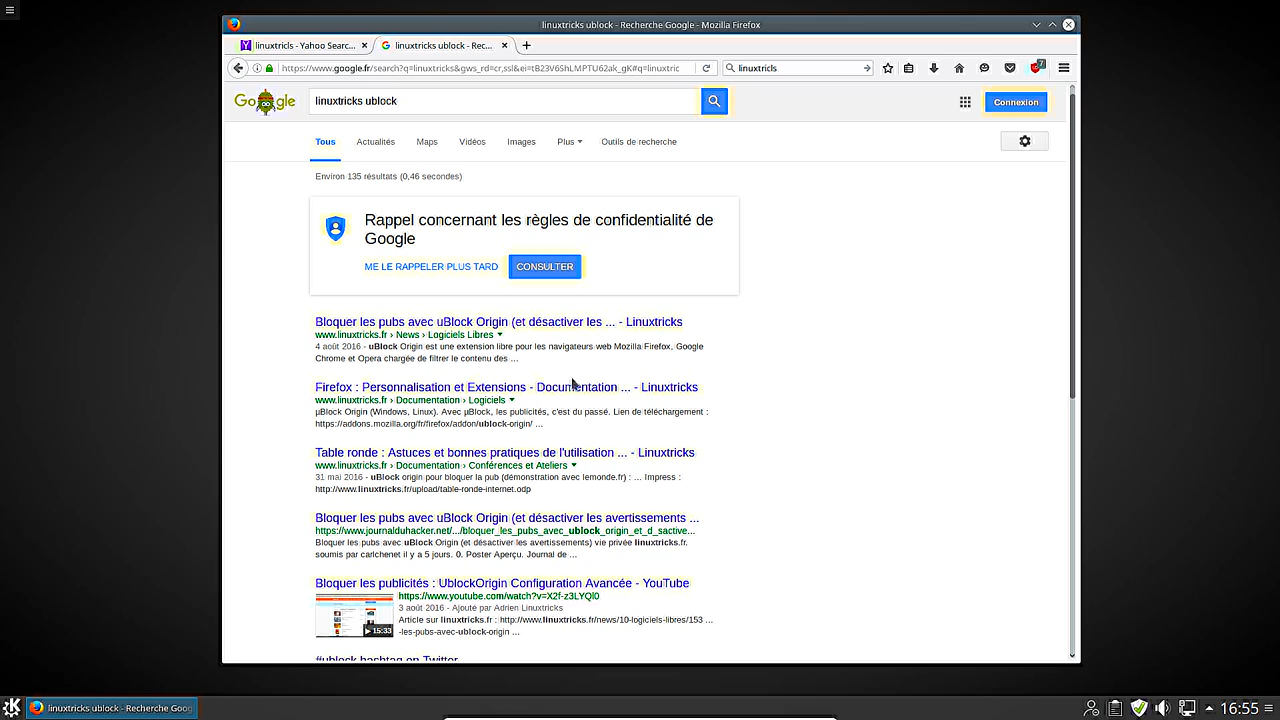 linuxtricks ublock - Recherche Google - Mozilla Firefox
linuxtricls - Yahoo Searc...
linuxtricks ublock - Rec...
https://www.google.fr/search?q=linuxtricks&gws_rd=cr,ssl&ei=tB23V6ShLMPTU62ak_gK#q=linuxtric
linuxtricls
7
Google
linuxtricks ublock
Connexion
Tous
Actualités
Maps
Vidéos
Images
Plus
Outils de recherche
Environ 135 résultats (0,46 secondes)
Rappel concernant les règles de confidentialité de
Google
ME LE RAPPELER PLUS TARD
CONSULTER
Bloquer les pubs avec uBlock Origin (et désactiver les ... - Linuxtricks
www.linuxtricks.fr › News › Logiciels Libres
4 août 2016 - uBlock Origin est une extension libre pour les navigateurs web Mozilla Firefox, Google
Chrome et Opera chargée de filtrer le contenu des ...
Firefox : Personnalisation et Extensions - Documentation ... - Linuxtricks
www.linuxtricks.fr › Documentation › Logiciels
µBlock Origin (Windows, Linux). Avec µBlock, les publicités, c'est du passé. Lien de téléchargement :
https://addons.mozilla.org/fr/firefox/addon/ublock-origin/ ...
Table ronde : Astuces et bonnes pratiques de l'utilisation ... - Linuxtricks
www.linuxtricks.fr › Documentation › Conférences et Ateliers
31 mai 2016 - uBlock origin pour bloquer la pub (démonstration avec lemonde.fr) : ... Impress :
http://www.linuxtricks.fr/upload/table-ronde-internet.odp
Bloquer les pubs avec uBlock Origin (et désactiver les avertissements ...
https://www.journalduhacker.net/.../bloquer_les_pubs_avec_ublock_origin_et_d_sactive...
Bloquer les pubs avec uBlock Origin (et désactiver les avertissements) vie privée linuxtricks.fr.
soumis par carlchenet il y a 5 jours. 0. Poster Aperçu. Journal de ...
Bloquer les publicités : UblockOrigin Configuration Avancée - YouTube
https://www.youtube.com/watch?v=X2f-z3LYQl0
3 août 2016 - Ajouté par Adrien Linuxtricks
Article sur linuxtricks.fr : http://www.linuxtricks.fr/news/10-logiciels-libres/153 ...
-les-pubs-avec-ublock-origin ...
15:33
#ublock hashtag on Twitter
linuxtricks ublock - Recherche Goog
16:55